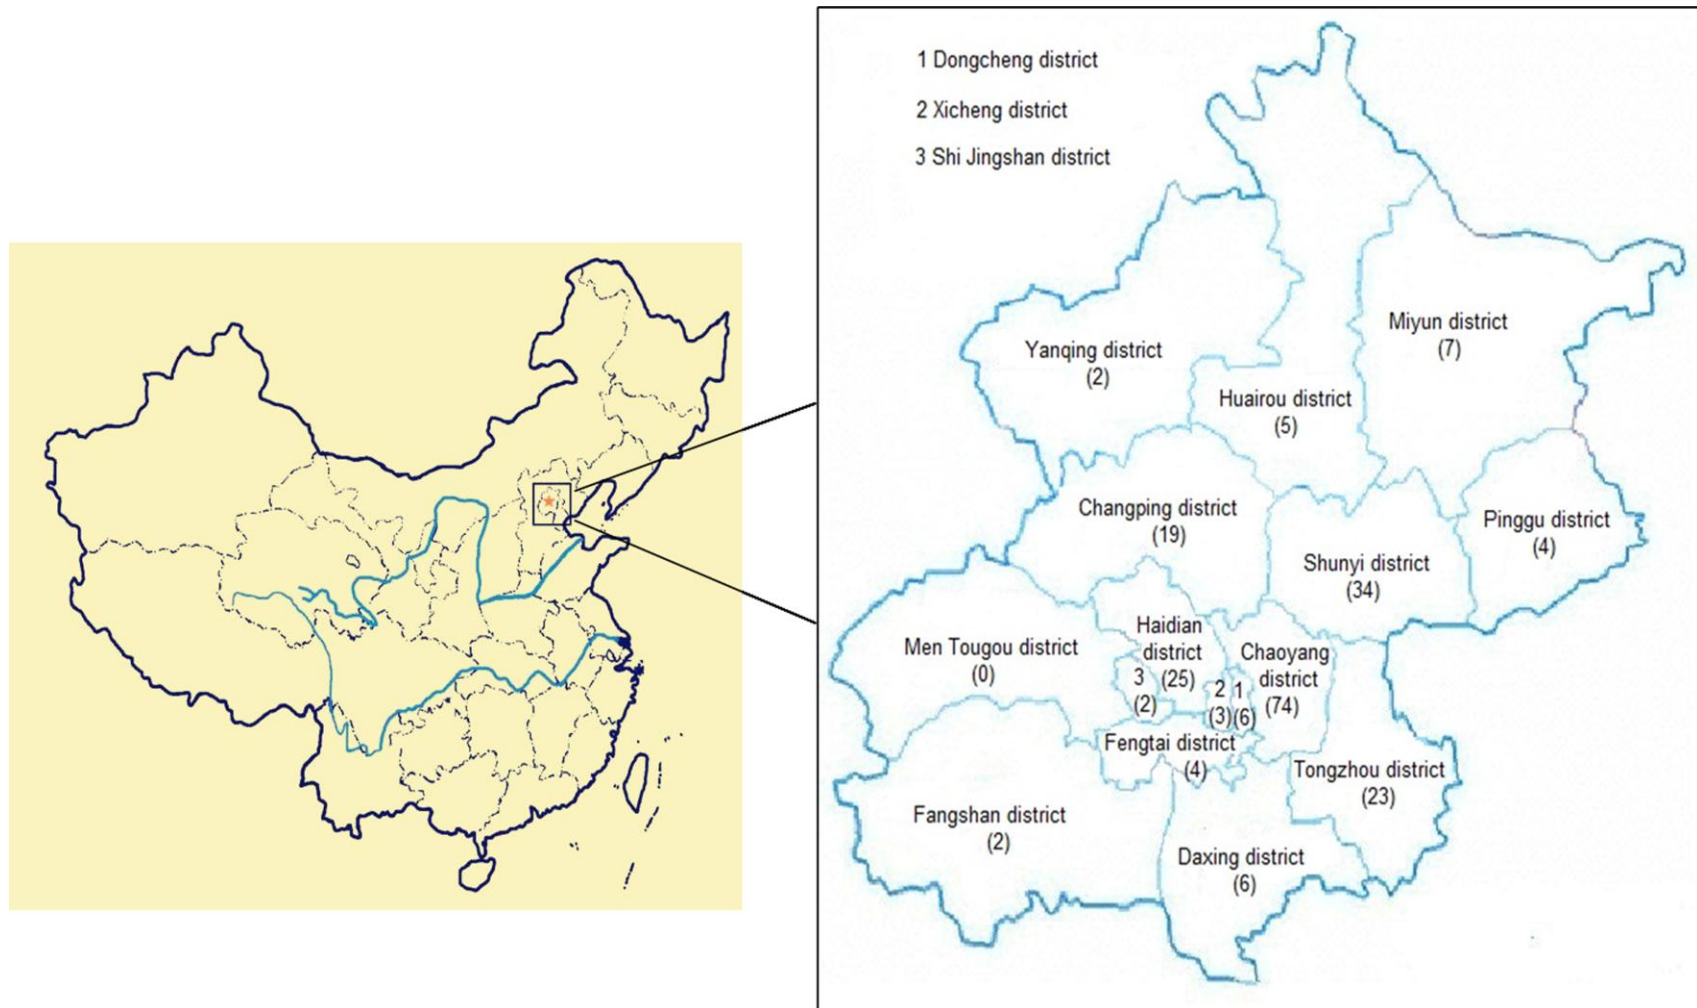 1 Dongcheng district
2 Xicheng district
3 Shi Jingshan district
Miyun district
(7)
Yanqing district
(2)
Huairou district
(5)
Changping district
(19)
Pinggu district
(4)
Shunyi district
(34)
Haidian
district
(25)
Men Tougou district
(0)
Chaoyang
district
(74)
3
(2)
2
(3)
1
(6)
Fengtai district
(4)
Tongzhou district
(23)
Fangshan district
(2)
Daxing district
(6)